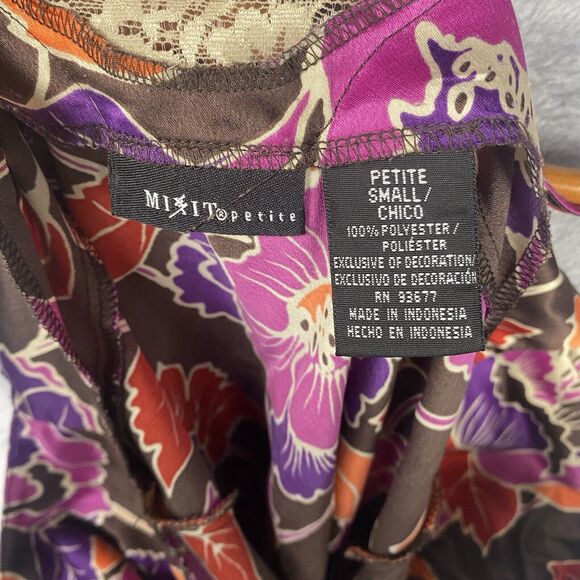 MIXIT® petite
PETITE
SMALL/
CHICO
100% POLYESTER/
POLIÉSTER
EXCLUSIVE OF DECORATION/
EXCLUSIVO DE DECORACIÓN
RN 93677
MADE IN INDONESIA
HECHO EN INDONESIA